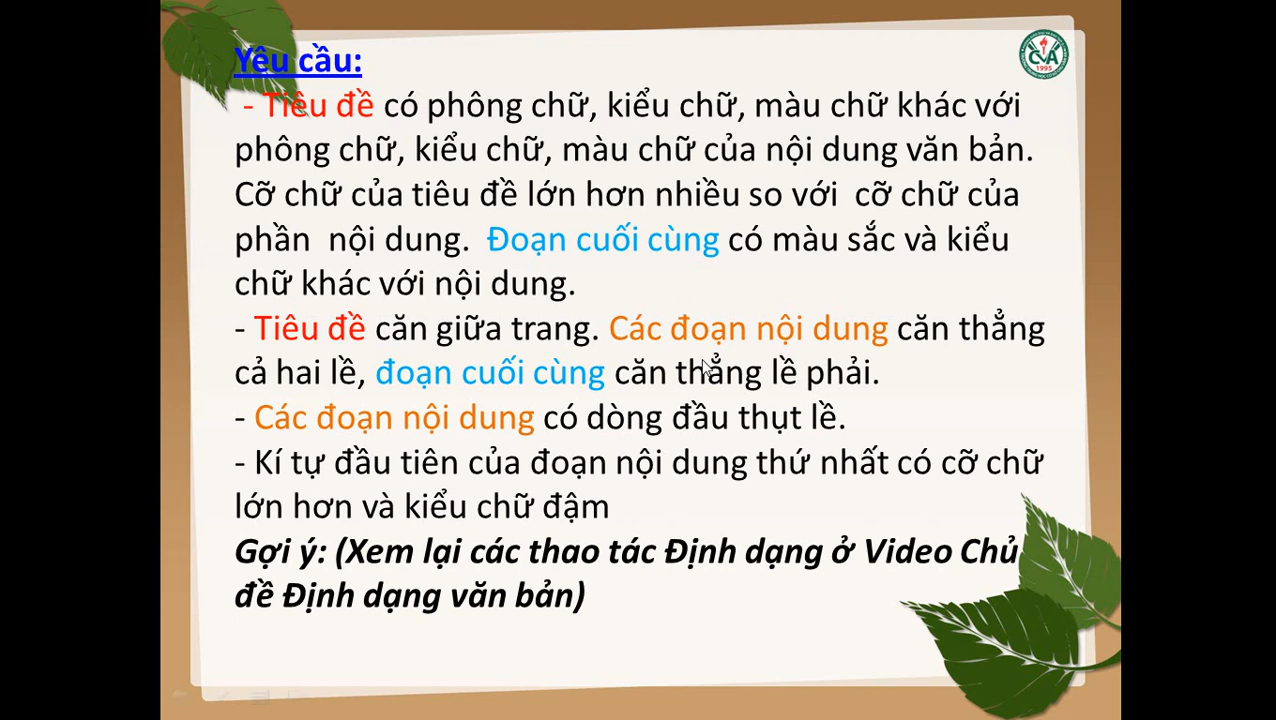 Yêu cầu:
- Tiêu đề có phông chữ, kiểu chữ, màu chữ khác với
phông chữ, kiểu chữ, màu chữ của nội dung văn bản.
Cỡ chữ của tiêu đề lớn hơn nhiều so với cỡ chữ của
phần nội dung. Đoạn cuối cùng có màu sắc và kiểu
chữ khác với nội dung.
- Tiêu đề căn giữa trang. Các đoạn nội dung căn thẳng
cả hai lề, đoạn cuối cùng căn thẳng lề phải.
- Các đoạn nội dung có dòng đầu thụt lề.
- Kí tự đầu tiên của đoạn nội dung thứ nhất có cỡ chữ
lớn hơn và kiểu chữ đậm
Gợi ý: (Xem lại các thao tác Định dạng ở Video Chủ
đề Định dạng văn bản)
CVA
1995